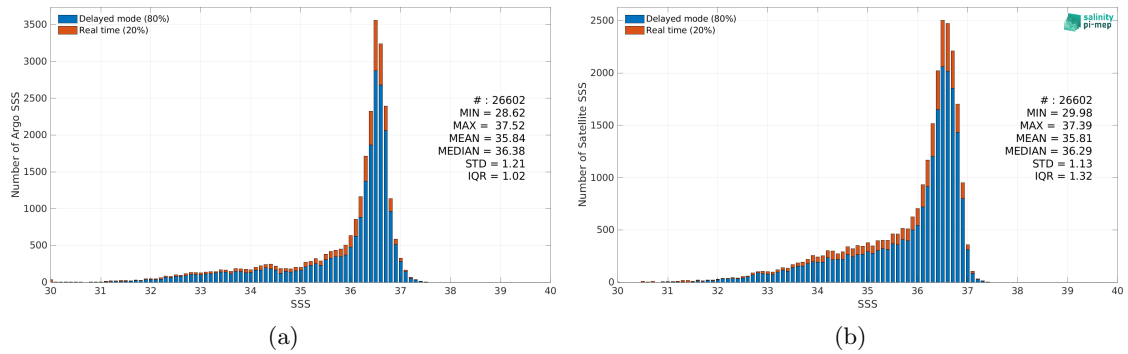 Delayed mode (80%)
Real time (20%)
Number of Argo SSS
3500
3000
2500
2000
1500
1000
500
0
# : 26602
MIN = 28.62
MAX = 37.52
MEAN = 35.84
MEDIAN = 36.38
STD = 1.21
IQR = 1.02
30 31 32 33 34 35 36 37 38 39 40
SSS
(a)
Delayed mode (80%)
Real time (20%)
salinity
pi-mep
Number of Satellite SSS
2500
2000
1500
1000
500
0
# : 26602
MIN = 29.98
MAX = 37.39
MEAN = 35.81
MEDIAN = 36.29
STD = 1.13
IQR = 1.32
30 31 32 33 34 35 36 37 38 39 40
SSS
(b)